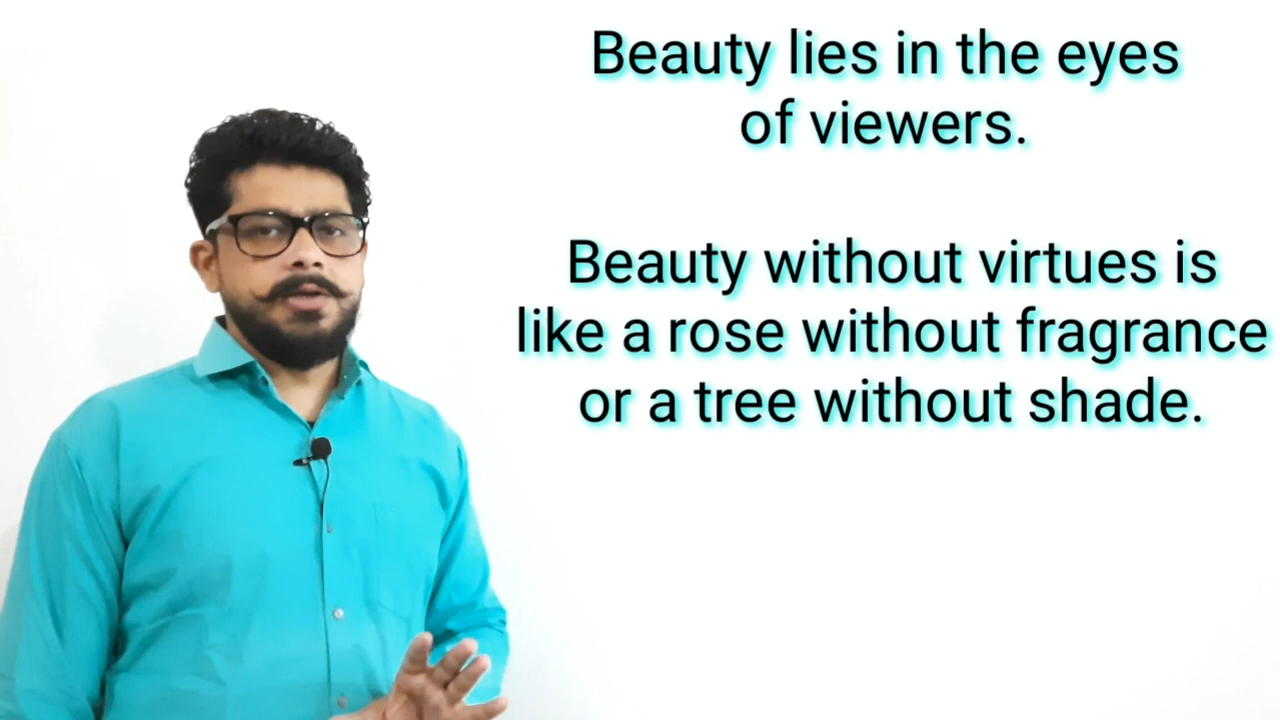 Beauty lies in the eyes
of viewers.
Beauty without virtues is
like a rose without fragrance
or a tree without shade.